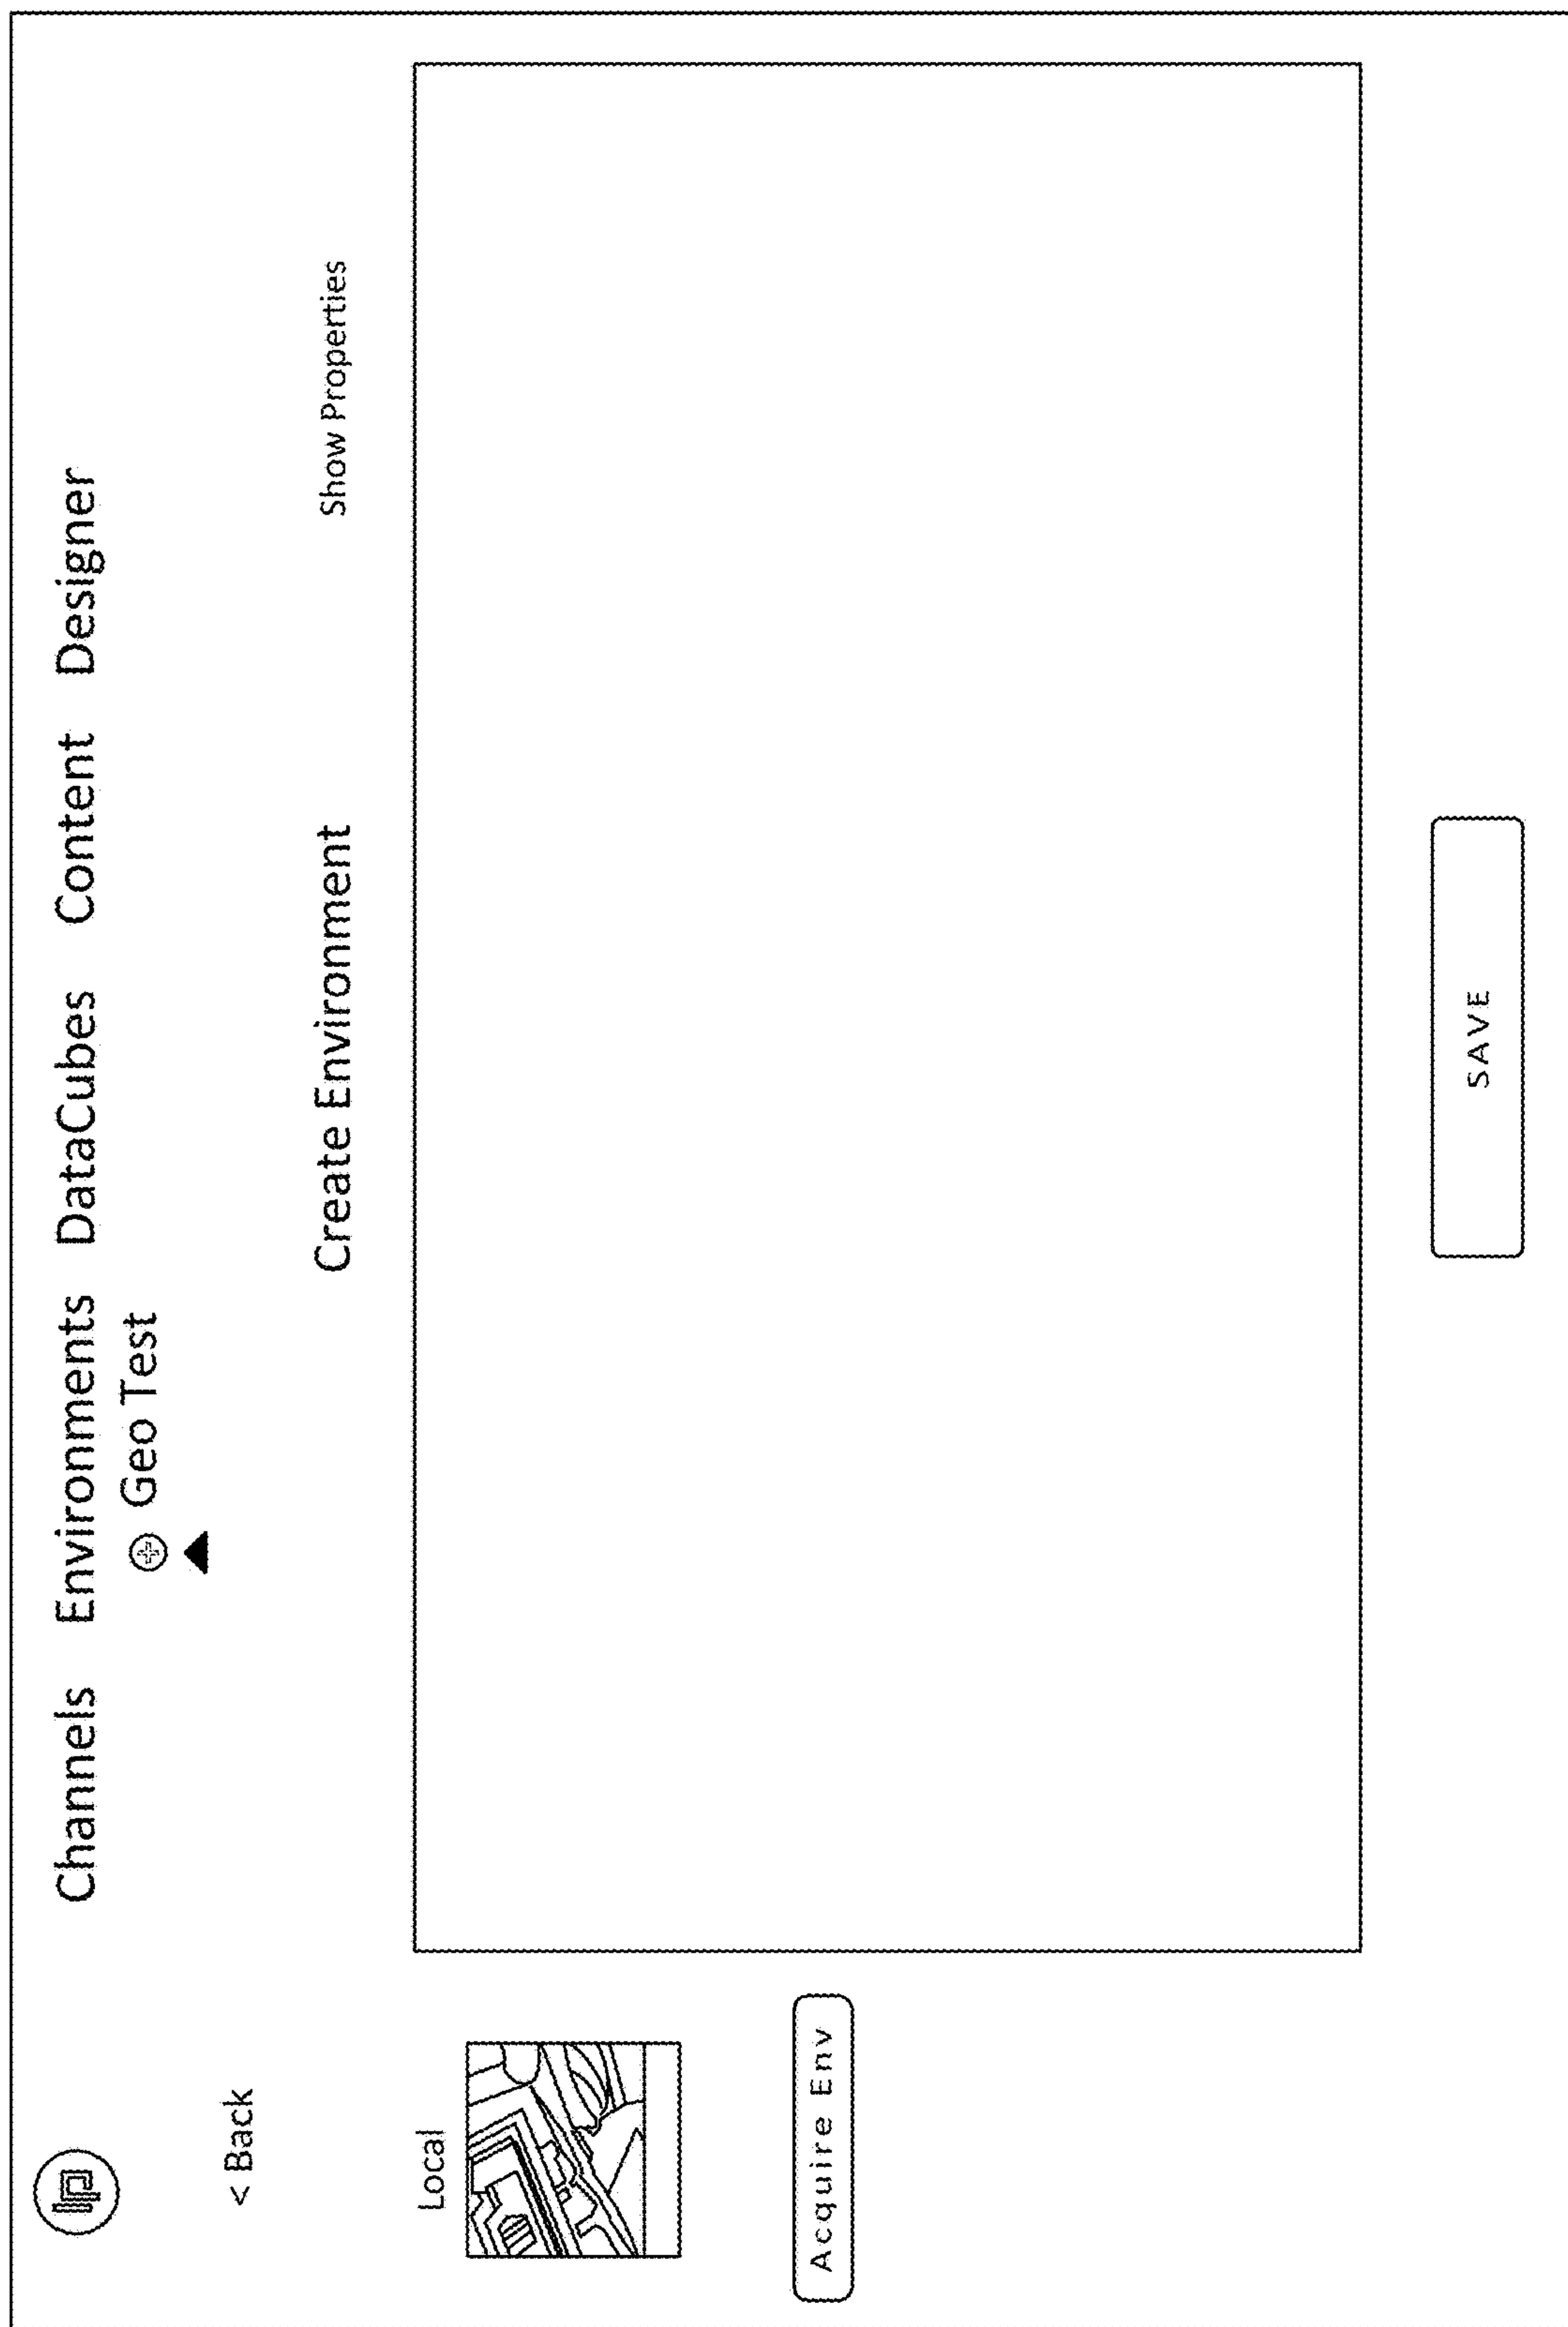 Channels Environments DataCubes Content Designer
Geo Test
< Back
Create Environment
Show Properties
Local
Acquire Env
SAVE